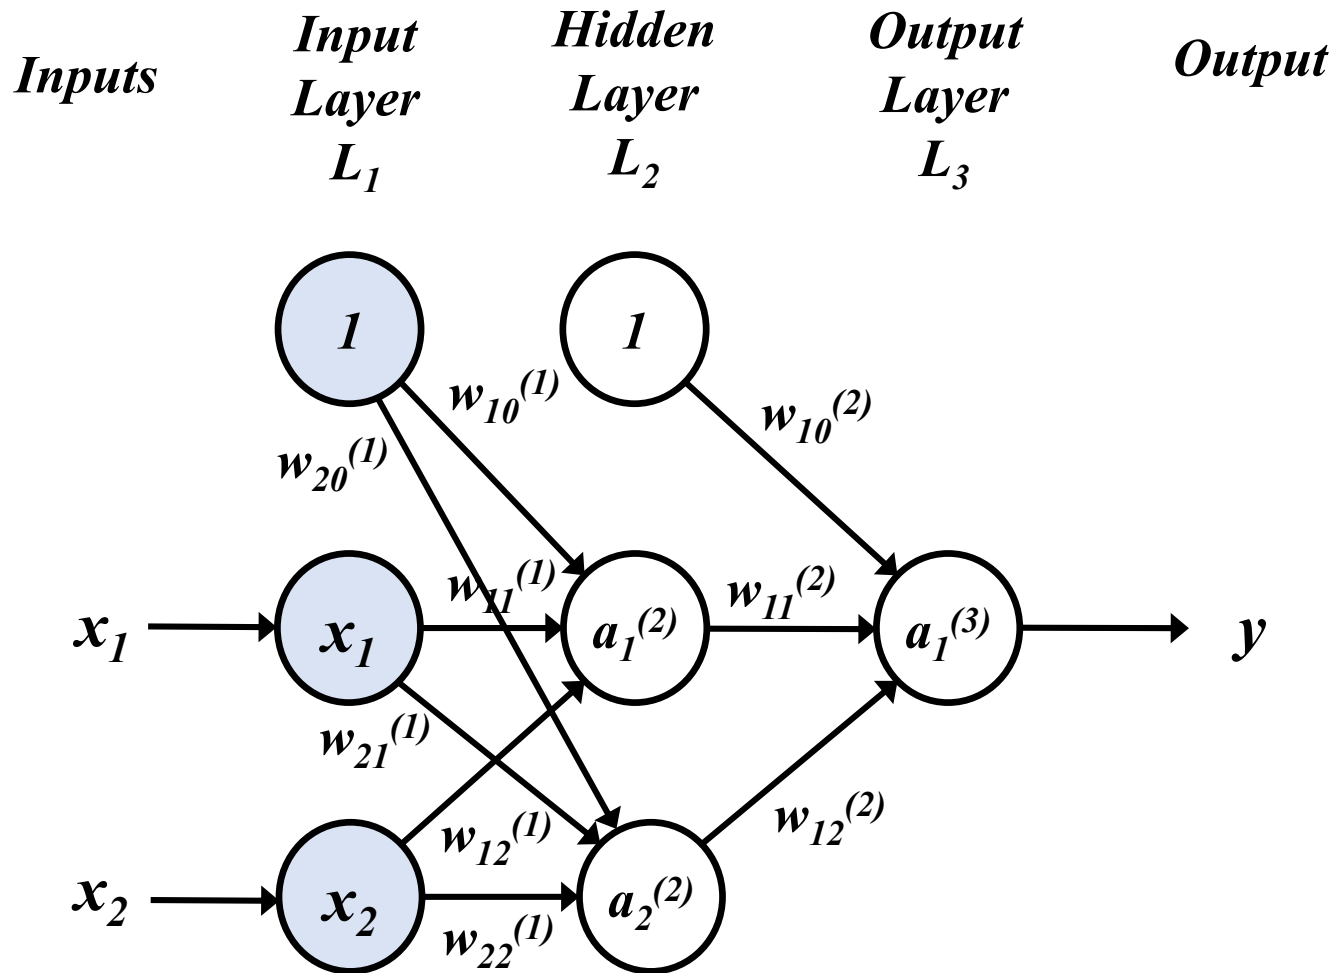 Inputs
Input
Layer
L₁
Hidden
Layer
L₂
Output
Layer
L₃
Output
1
1
w₁₀⁽¹⁾
w₁₀⁽²⁾
w₂₀⁽¹⁾
x₁
x₁
w₁₁⁽¹⁾
a₁⁽²⁾
w₁₁⁽²⁾
a₁⁽³⁾
y
w₂₁⁽¹⁾
w₁₂⁽¹⁾
w₁₂⁽²⁾
x₂
x₂
w₂₂⁽¹⁾
a₂⁽²⁾